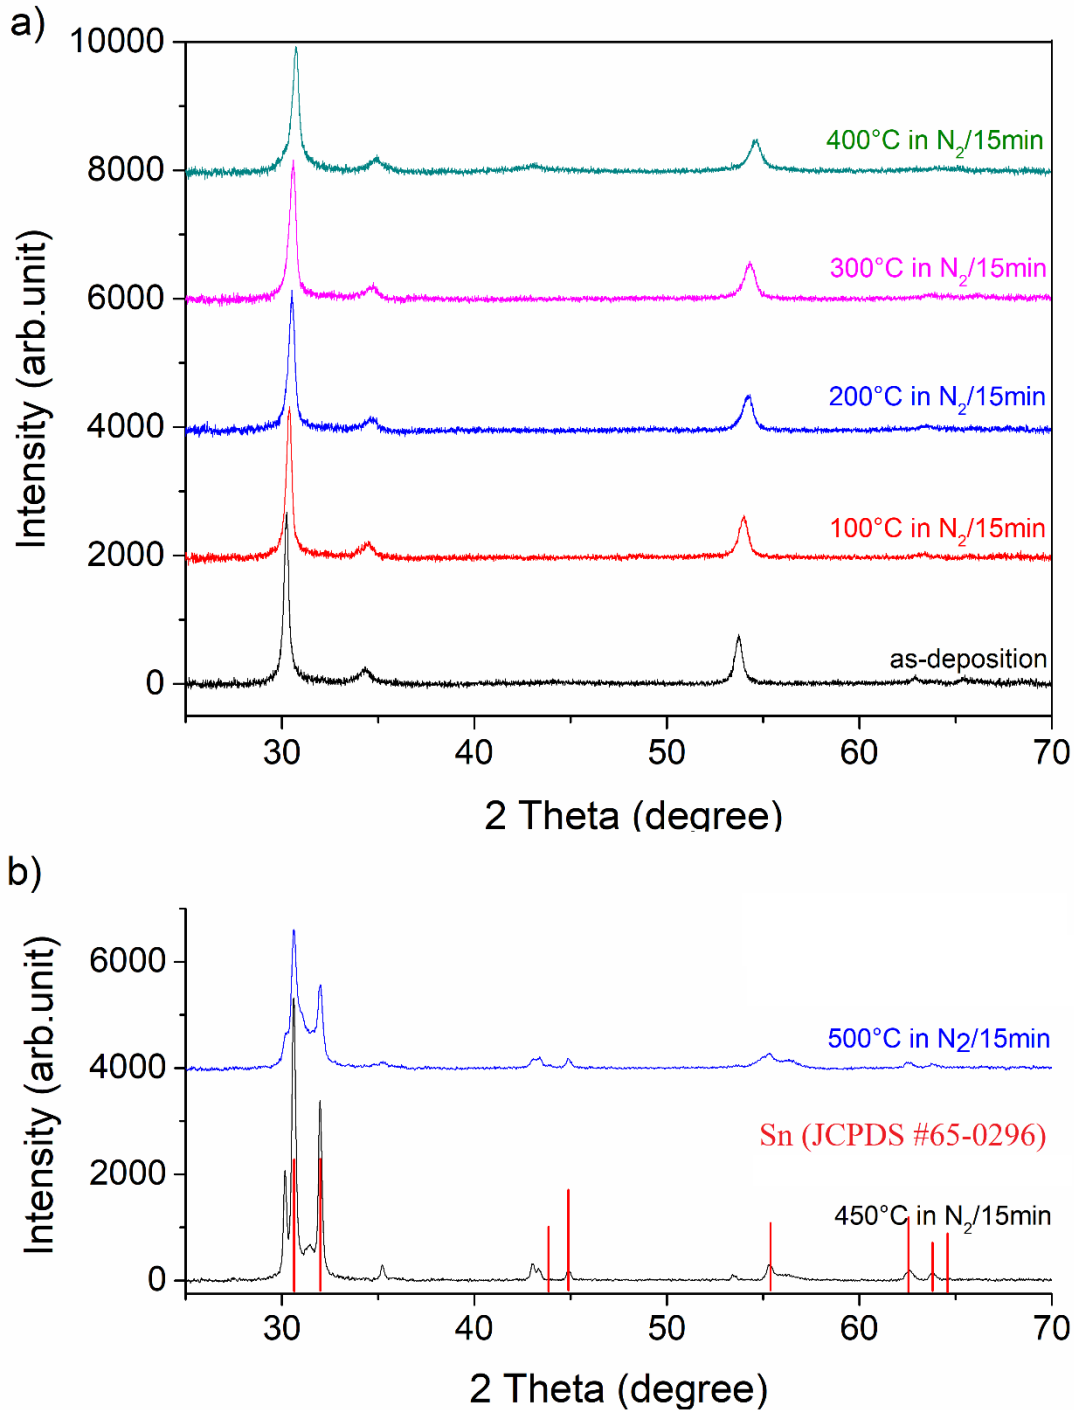 a)
10000
8000
6000
4000
2000
0
Intensity (arb.unit)
400°C in N2/15min
300°C in N2/15min
200°C in N2/15min
100°C in N2/15min
as-deposition
30 40 50 60 70
2 Theta (degree)
b)
6000
4000
2000
0
Intensity (arb.unit)
500°C in N2/15min
Sn (JCPDS #65-0296)
450°C in N2/15min
30 40 50 60 70
2 Theta (degree)